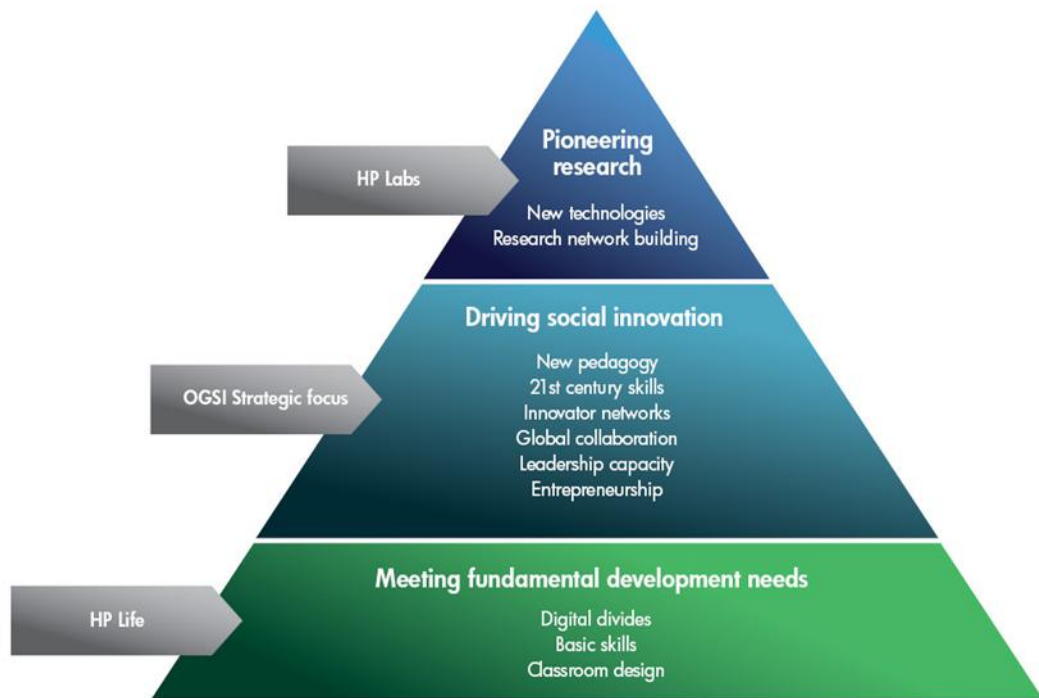 Pioneering
research
HP Labs
New technologies
Research network building
Driving social innovation
New pedagogy
21st century skills
OGSI Strategic focus
Innovator networks
Global collaboration
Leadership capacity
Entrepreneurship
Meeting fundamental development needs
HP Life
Digital divides
Basic skills
Classroom design